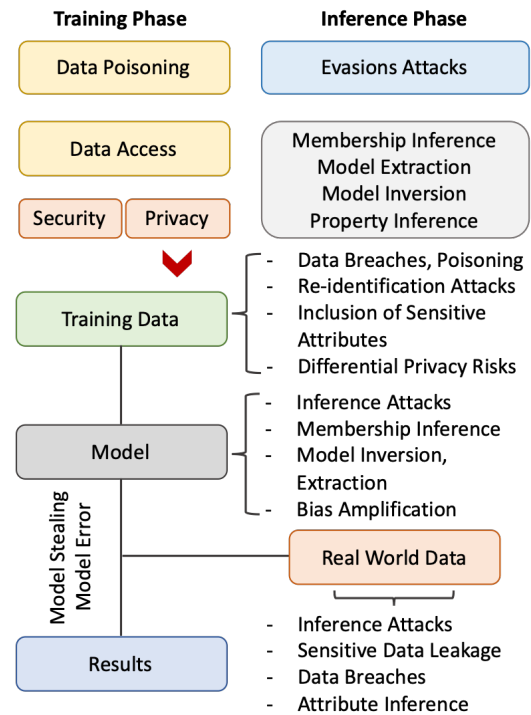 Training Phase
Inference Phase
Data Poisoning
Evasions Attacks
Data Access
Membership Inference
Model Extraction
Model Inversion
Property Inference
Security
Privacy
- Data Breaches, Poisoning
- Re-identification Attacks
- Inclusion of Sensitive
Attributes
- Differential Privacy Risks
Training Data
- Inference Attacks
- Membership Inference
- Model Inversion,
Extraction
- Bias Amplification
Model
Model Stealing
Model Error
Real World Data
- Inference Attacks
- Sensitive Data Leakage
- Data Breaches
- Attribute Inference
Results